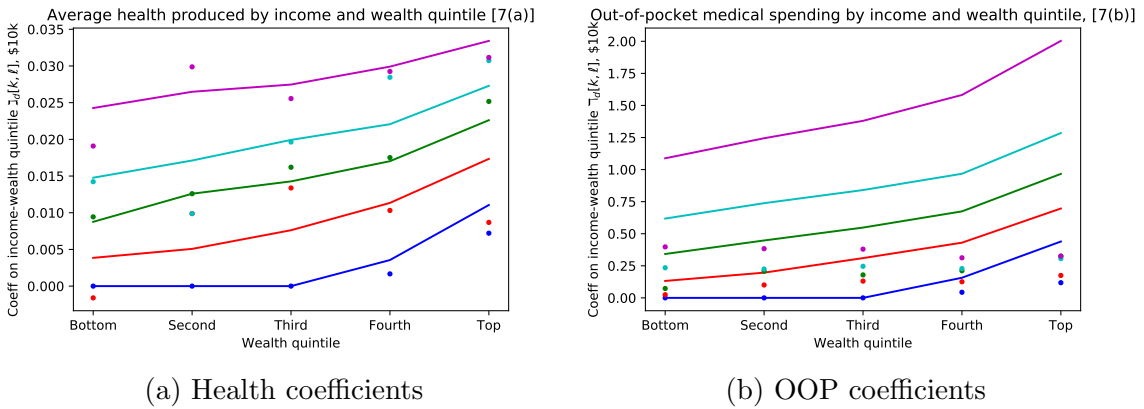 Average health produced by income and wealth quintile [7(a)]
Coeff on income-wealth quintile ℷ_d[k, ℓ], $10k
0.035
0.030
0.025
0.020
0.015
0.010
0.005
0.000
Bottom Second Third Fourth Top
Wealth quintile
(a) Health coefficients
Out-of-pocket medical spending by income and wealth quintile, [7(b)]
Coeff on income-wealth quintile ℸ_d[k, ℓ], $10k
2.00
1.75
1.50
1.25
1.00
0.75
0.50
0.25
0.00
Bottom Second Third Fourth Top
Wealth quintile
(b) OOP coefficients